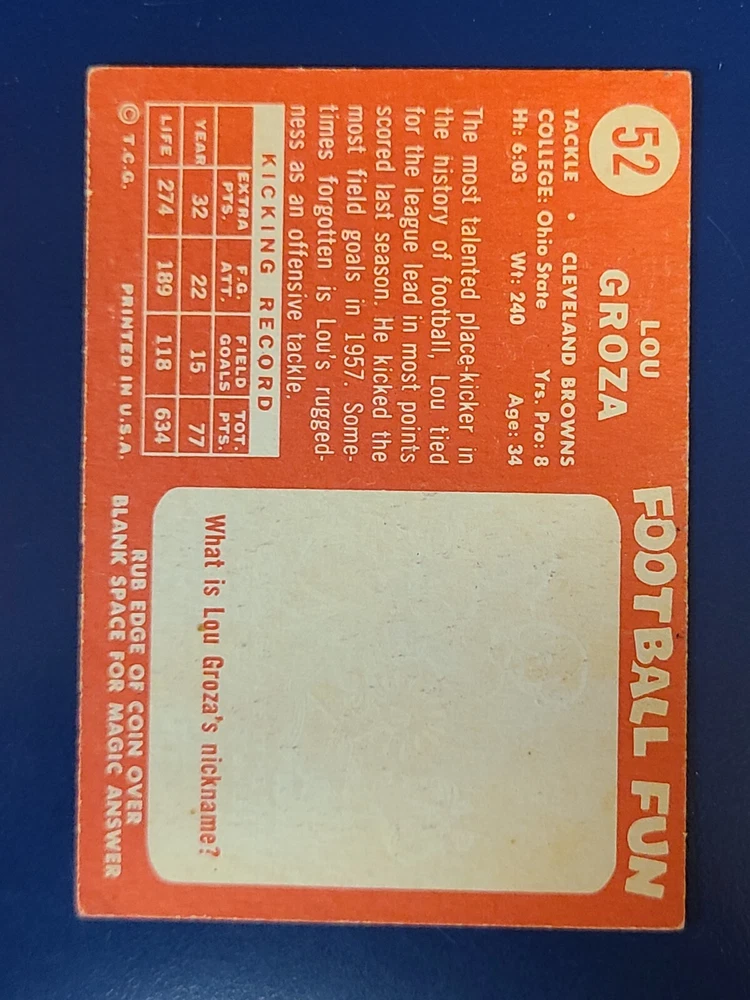 52
LOU
GROZA
TACKLE • CLEVELAND BROWNS
COLLEGE: Ohio State Yrs. Pro: 8
Ht: 6:03 Wt: 240 Age: 34
The most talented place-kicker in
the history of football, Lou tied
for the league lead in most points
scored last season. He kicked the
most field goals in 1957. Some-
times forgotten is Lou's rugged-
ness as an offensive tackle.
KICKING RECORD
EXTRA PTS. F.G. ATT. FIELD GOALS TOT. PTS.
YEAR 32 22 15 77
LIFE 274 189 118 634
© T.C.G. PRINTED IN U.S.A.
FOOTBALL FUN
What is Lou Groza's nickname?
RUB EDGE OF COIN OVER
BLANK SPACE FOR MAGIC ANSWER